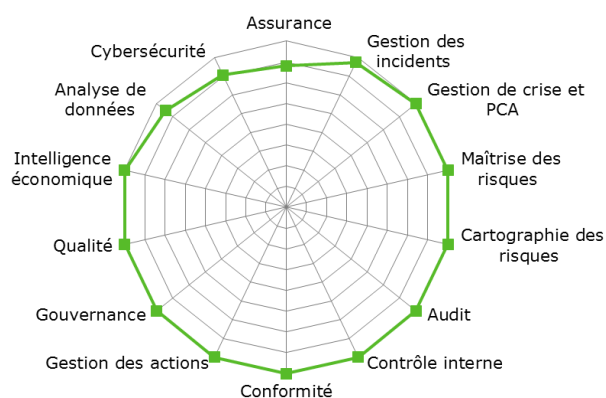 Assurance
Gestion des
incidents
Gestion de crise et
PCA
Maîtrise des
risques
Cartographie des
risques
Audit
Contrôle interne
Conformité
Gestion des actions
Gouvernance
Qualité
Intelligence
économique
Analyse de
données
Cybersécurité